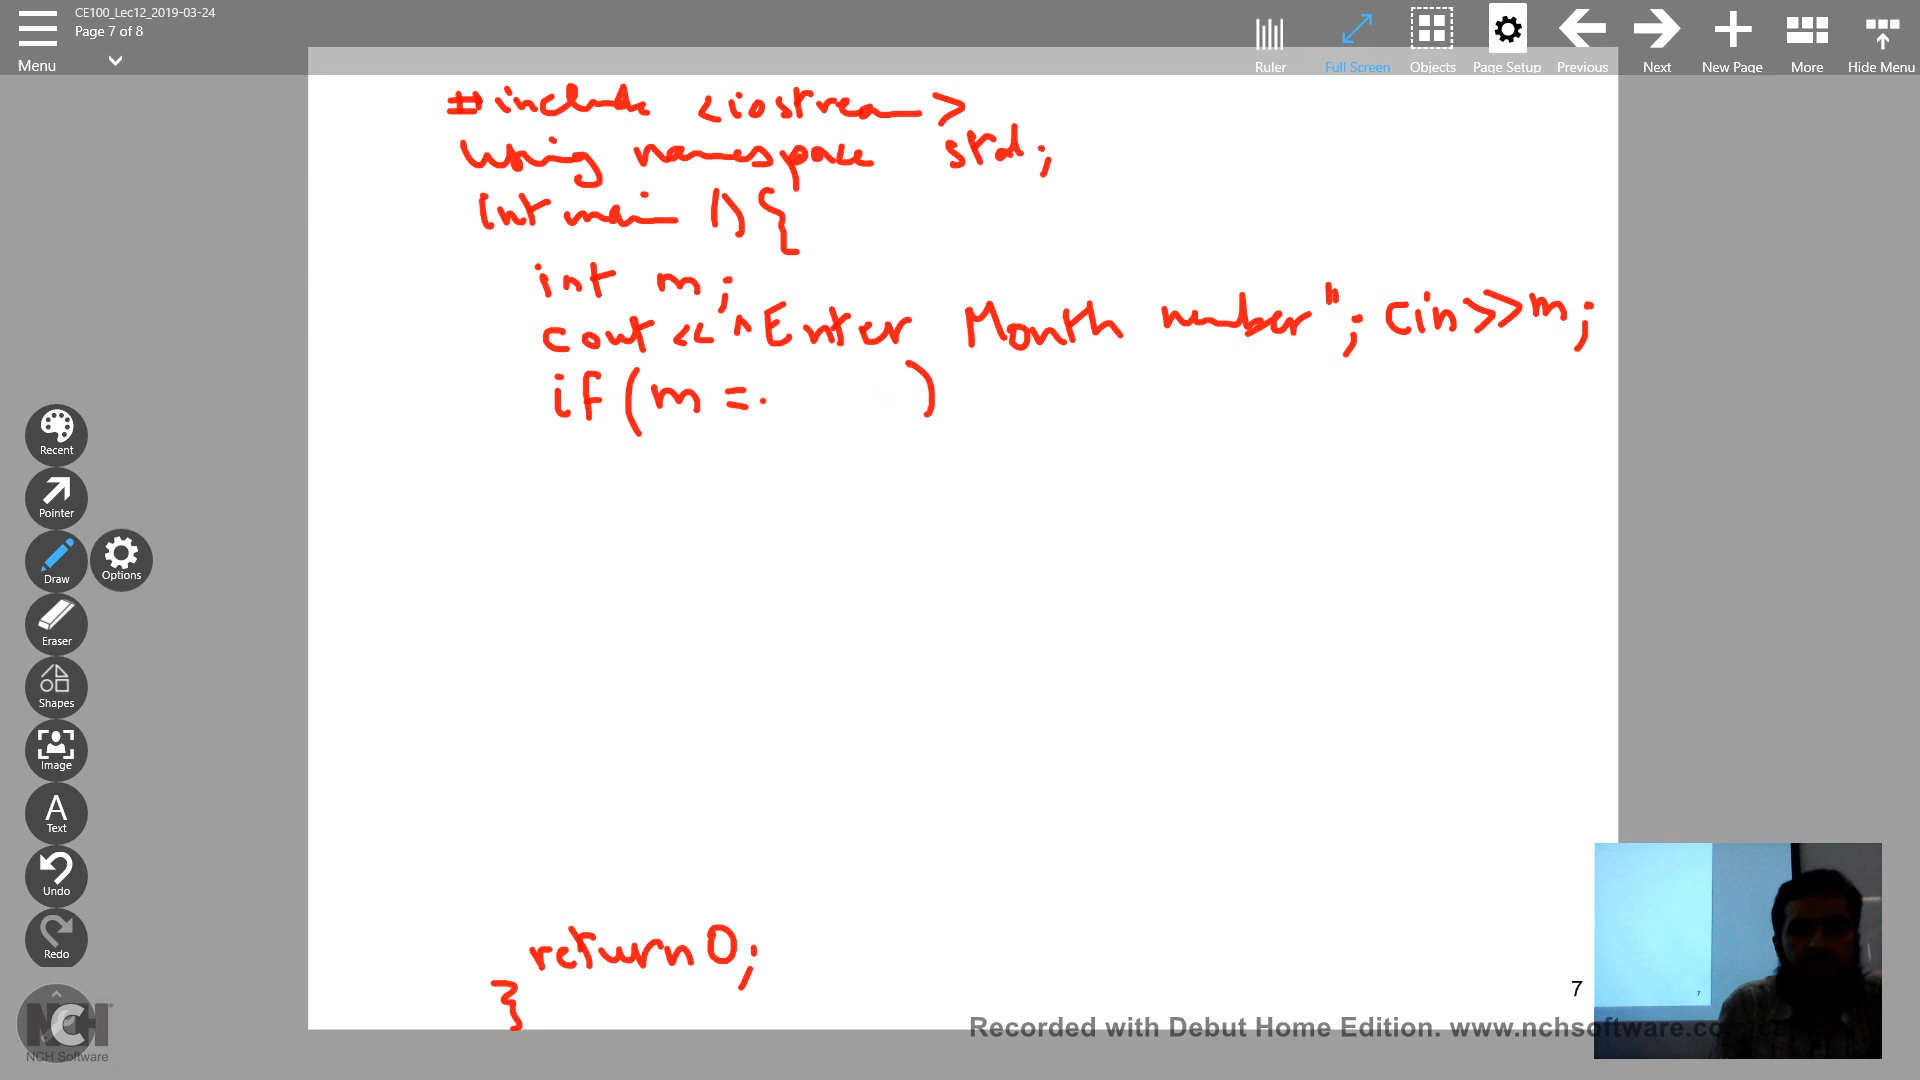 CE100_Lec12_2019-03-24
Page 7 of 8
Menu
Ruler
Full Screen
Objects
Page Setup
Previous
Next
New Page
More
Hide Menu
#include <iostream>
using namespace std;
int main () {
int m;
cout << "Enter Month number"; cin>>m;
if (m =. )
return 0;
}
Recent
Pointer
Draw
Options
Eraser
Shapes
Image
A
Text
Undo
Redo
NCH
NCH Software
7
7
Recorded with Debut Home Edition. www.nchsoftware.co